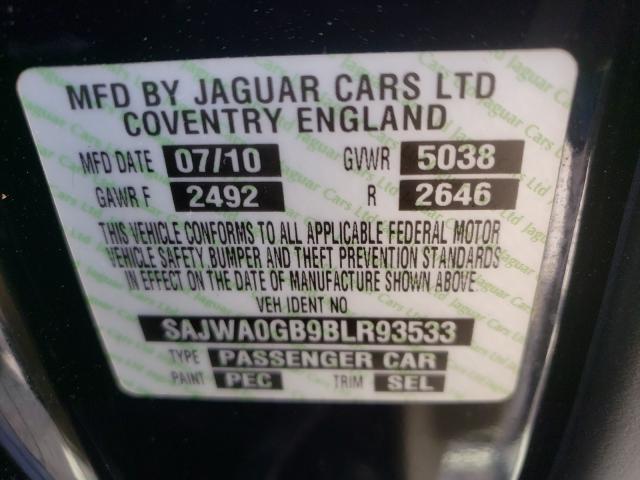 MFD BY JAGUAR CARS LTD
COVENTRY ENGLAND
MFD DATE 07/10 GVWR 5038
GAWR F 2492 R 2646
THIS VEHICLE CONFORMS TO ALL APPLICABLE FEDERAL MOTOR
VEHICLE SAFETY BUMPER AND THEFT PREVENTION STANDARDS
IN EFFECT ON THE DATE OF MANUFACTURE SHOWN ABOVE
VEH IDENT NO
SAJWA0GB9BLR93533
TYPE PASSENGER CAR
PAINT PEC TRIM SEL